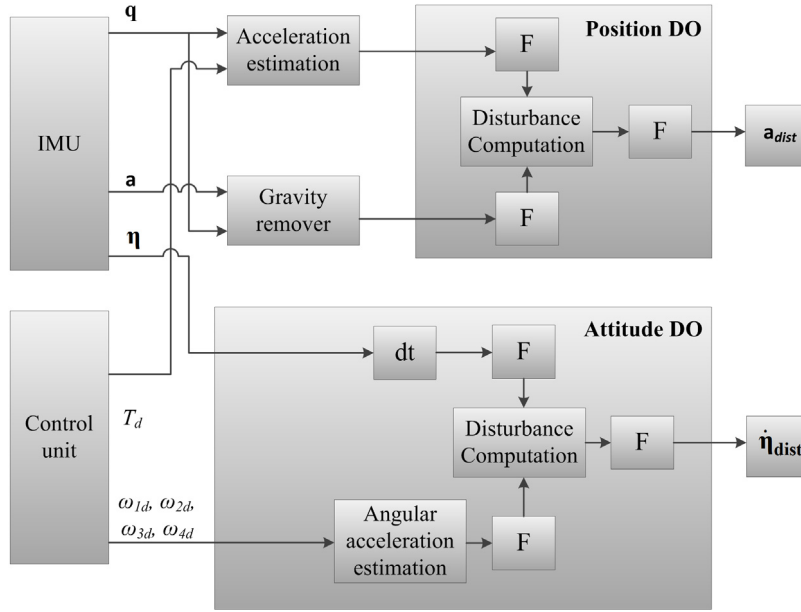 q
Acceleration
estimation
F
Position DO
IMU
Disturbance
Computation
F
a_dist
a
Gravity
remover
F
η
Attitude DO
dt
F
Control
unit
T_d
Disturbance
Computation
F
η̇_dist
ω_1d, ω_2d,
ω_3d, ω_4d
Angular
acceleration
estimation
F